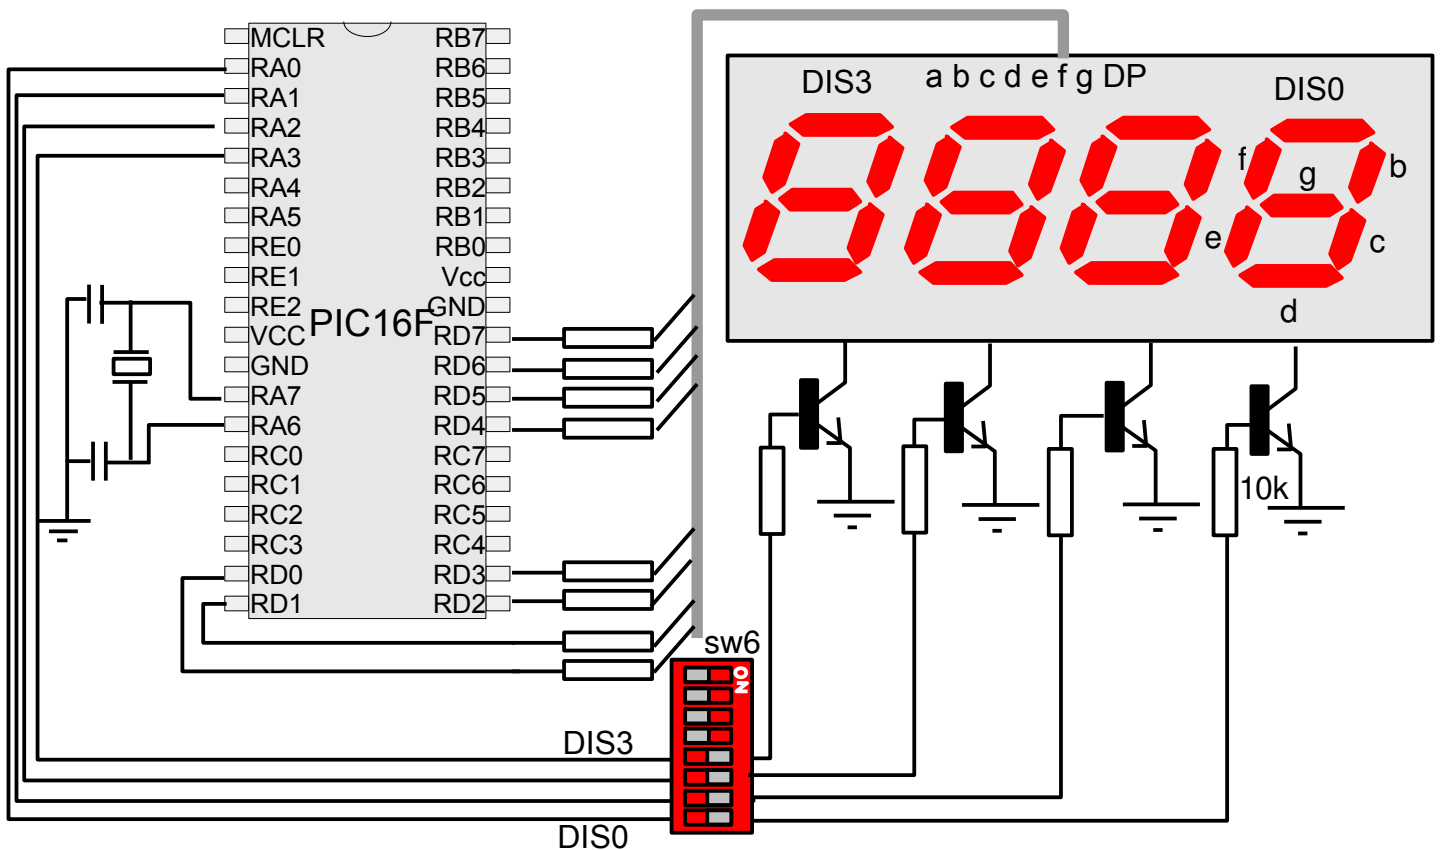 MCLR
RA0
RA1
RA2
RA3
RA4
RA5
RE0
RE1
RE2
VCC
GND
RA7
RA6
RC0
RC1
RC2
RC3
RD0
RD1
PIC16F
RB7
RB6
RB5
RB4
RB3
RB2
RB1
RB0
Vcc
GND
RD7
RD6
RD5
RD4
RC7
RC6
RC5
RC4
RD3
RD2
DIS3
a b c d e f g DP
DIS0
f
g
b
e
c
d
10k
sw6
ON
DIS3
DIS0